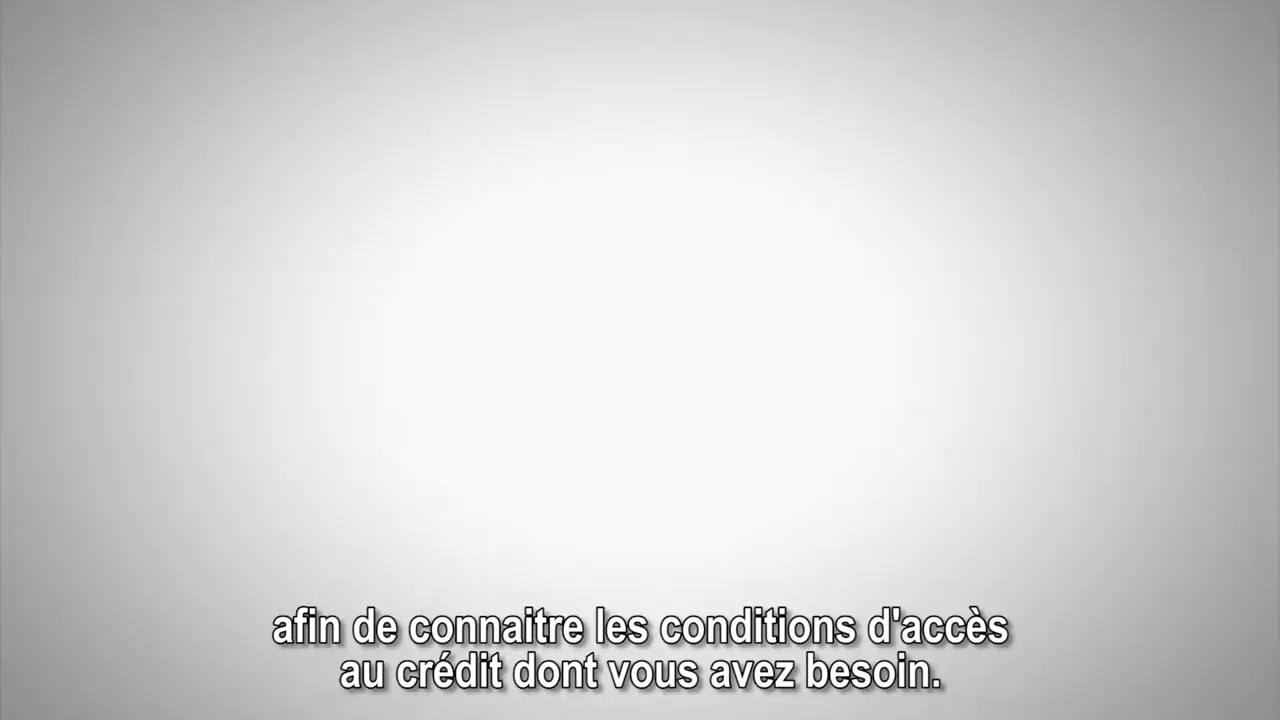 afin de connaitre les conditions d'accès
au crédit dont vous avez besoin.